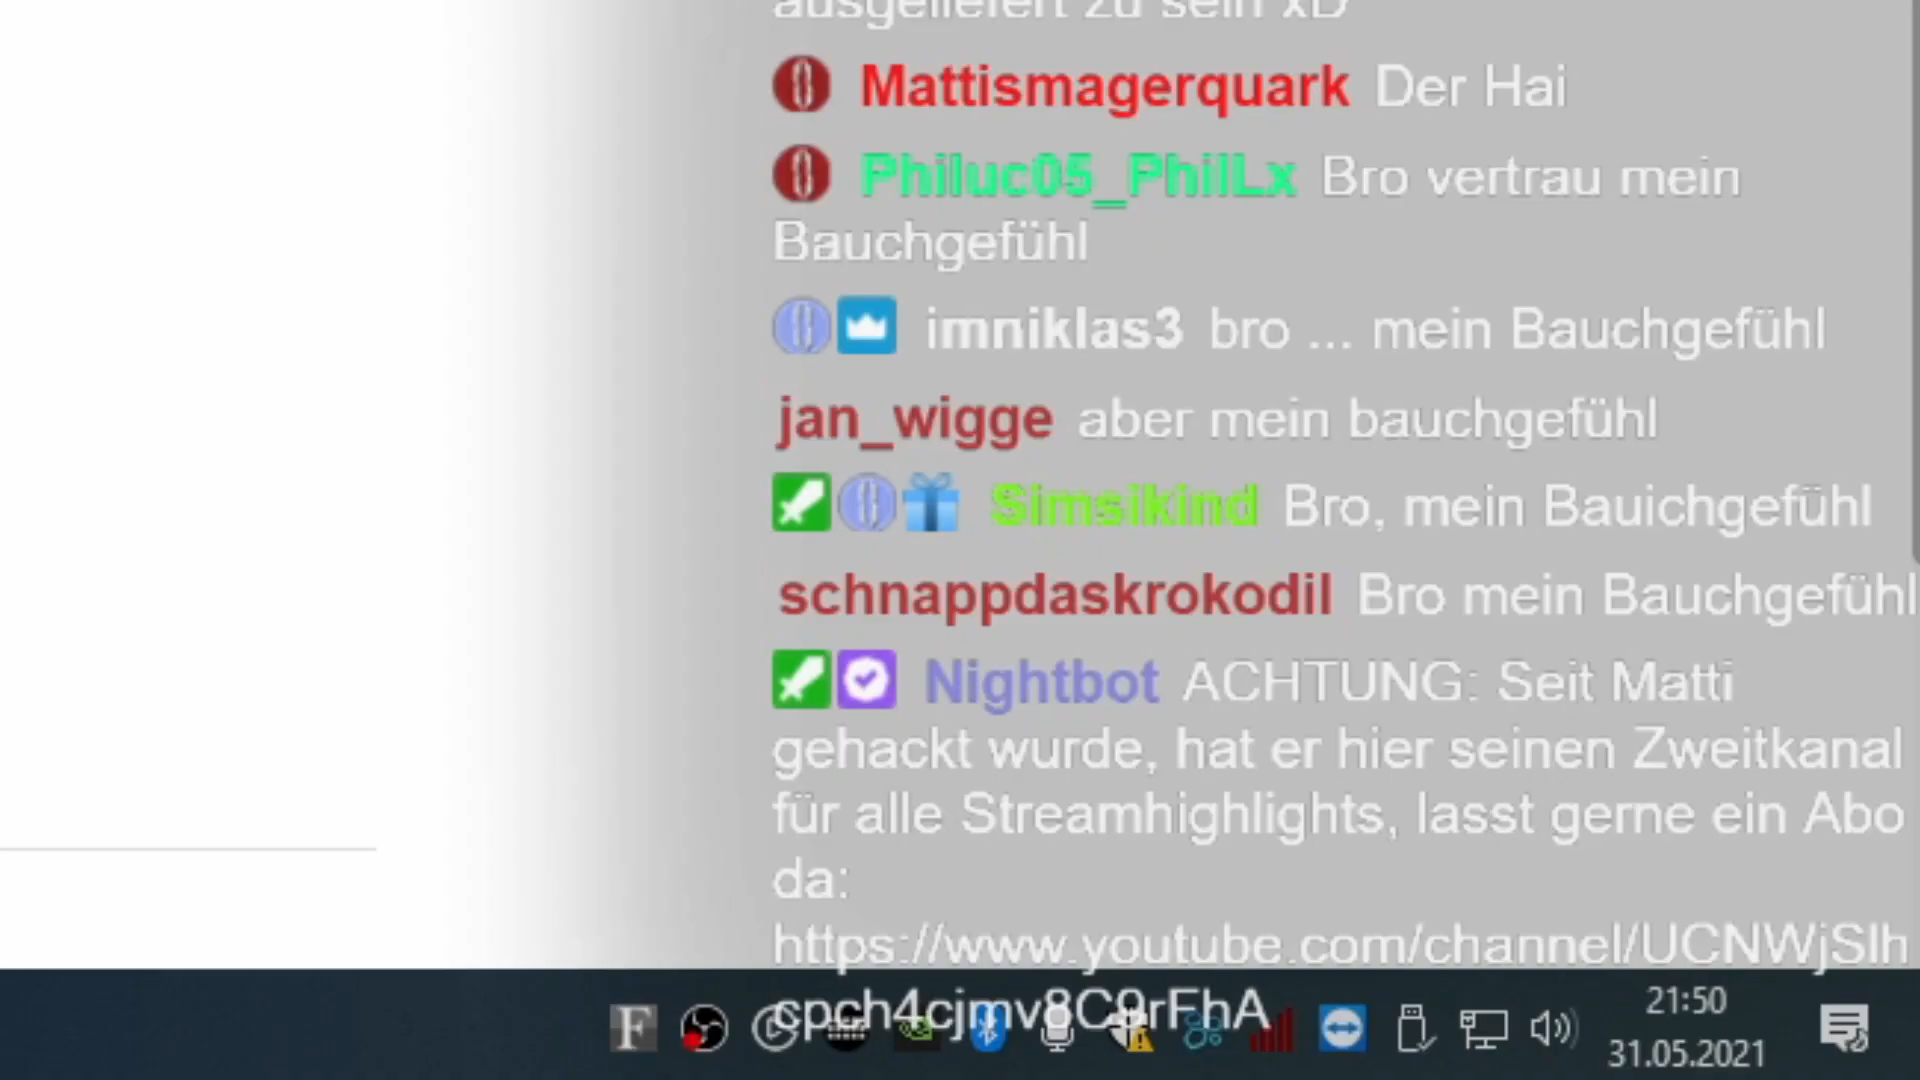 ausgeliefert zu sein xD
Mattismagerquark Der Hai
Philuc05_PhilLx Bro vertrau mein
Bauchgefühl
imniklas3 bro ... mein Bauchgefühl
jan_wigge aber mein bauchgefühl
Simsikind Bro, mein Bauichgefühl
schnappdaskrokodil Bro mein Bauchgefühl
Nightbot ACHTUNG: Seit Matti
gehackt wurde, hat er hier seinen Zweitkanal
für alle Streamhighlights, lasst gerne ein Abo
da:
https://www.youtube.com/channel/UCNWjSlh
cpch4cjmv8C9rFhA
F
21:50
31.05.2021